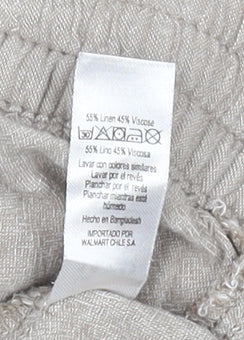 55% Linen 45% Viscosa
55% Lino 45% Viscosa
Lavar con colores similares
Lavar por el revés
Planchar por el revés
Planchar mientras está
húmedo
Hecho en Bangladesh
IMPORTADO POR
WALMART CHILE S.A